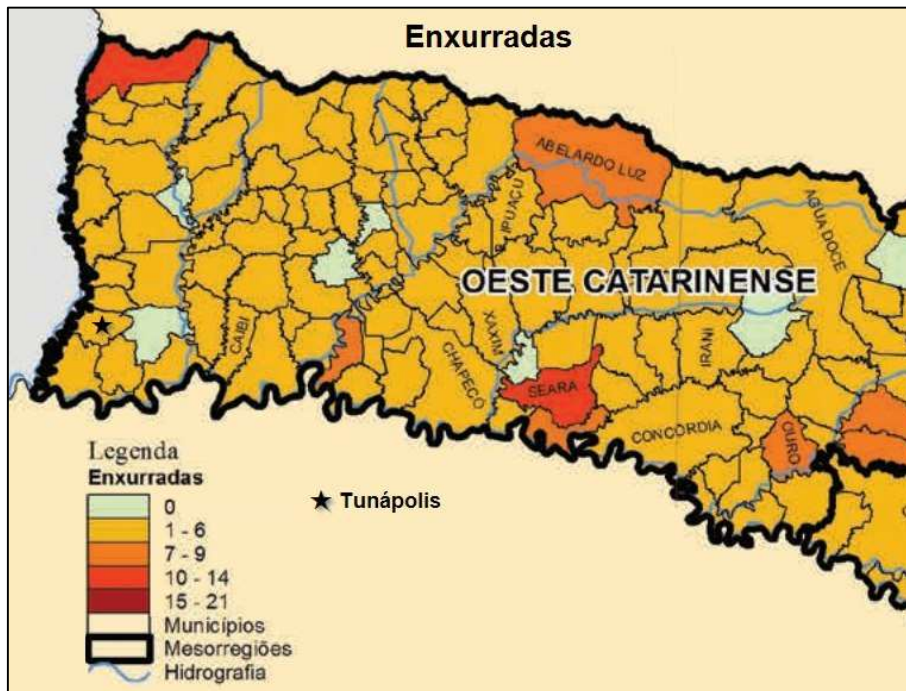 Enxurradas
ABELARDO LUZ
IPUAÇU
ÁGUA DOCE
OESTE CATARINENSE
CAIBI
XAXIM
CHAPECÓ
IRANI
SEARA
CONCÓRDIA
OURO
Legenda
Enxurradas
0
1 - 6
7 - 9
10 - 14
15 - 21
Municípios
Mesorregiões
Hidrografia
Tunápolis